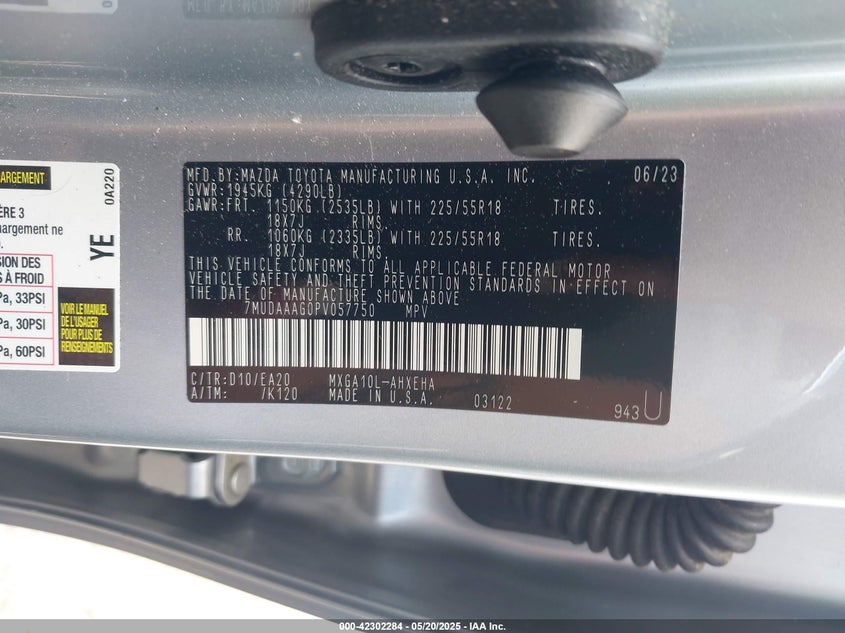 CHARGEMENT
0A220
ÈRE 3
chargement ne
YE
SION DES
S À FROID
Pa, 33PSI
Pa, 30PSI
Pa, 60PSI
VOIR LE MANUEL
DE L'USAGER
POUR PLUS DE
RENSEIGNEMENTS
MFD.BY:MAZDA TOYOTA MANUFACTURING U.S.A. INC. 06/23
GVWR:1945KG (4290LB)
GAWR:FRT. 1150KG (2535LB) WITH 225/55R18 TIRES.
18X7J RIMS.
RR. 1060KG (2335LB) WITH 225/55R18 TIRES.
18X7J RIMS.
THIS VEHICLE CONFORMS TO ALL APPLICABLE FEDERAL MOTOR
VEHICLE SAFETY AND THEFT PREVENTION STANDARDS IN EFFECT ON
THE DATE OF MANUFACTURE SHOWN ABOVE
7MUDAAAG0PV057750 MPV
C/TR:D10/EA20 MXGA10L-AHXEHA
A/TM: /K120 MADE IN U.S.A. 03122
943U
000-42302284 - 05/20/2025 - IAA Inc.